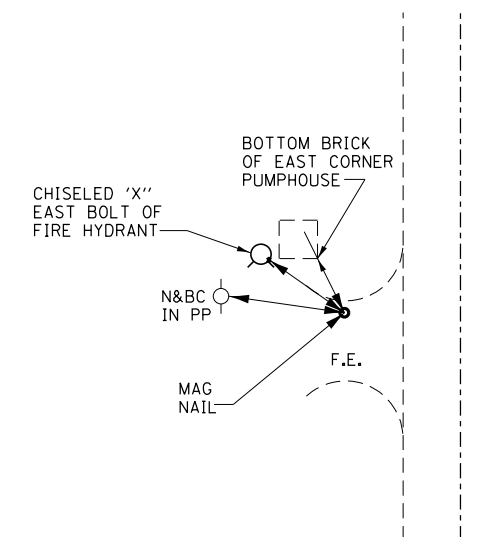 BOTTOM BRICK
OF EAST CORNER
PUMPHOUSE
CHISELED 'X''
EAST BOLT OF
FIRE HYDRANT
N&BC
IN PP
F.E.
MAG
NAIL